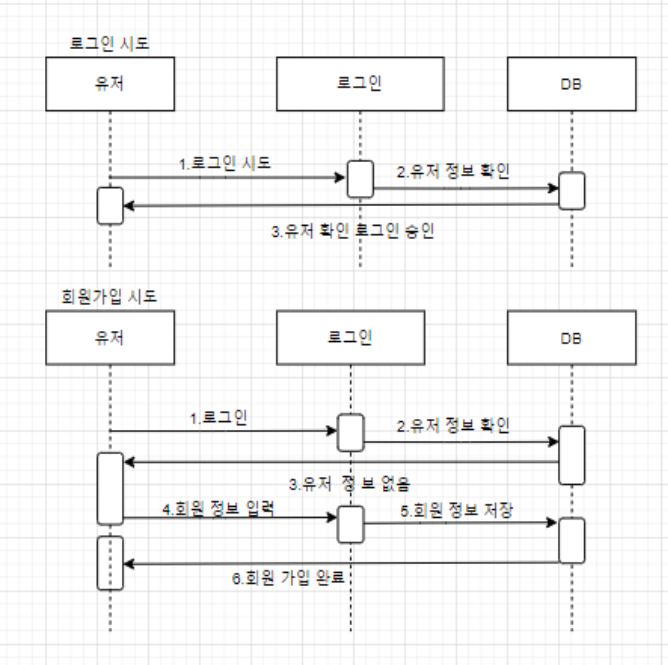 로그인 시도
유저
로그인
DB
1.로그인 시도
2.유저 정보 확인
3.유저 확인 로그인 승인
회원가입 시도
유저
로그인
DB
1.로그인
2.유저 정보 확인
3.유저 정 보 없음
4.회원 정보 입력
5.회원 정보 저장
6.회원 가입 완료